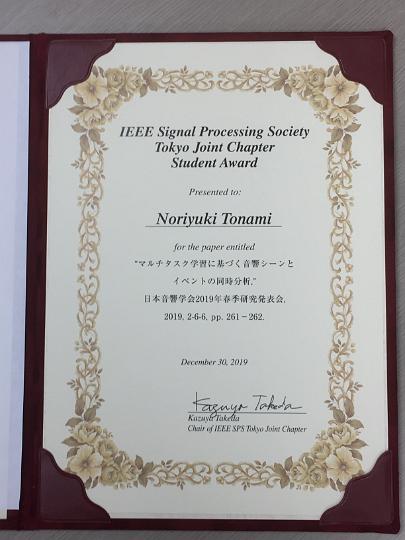 IEEE Signal Processing Society
Tokyo Joint Chapter
Student Award
Presented to:
Noriyuki Tonami
for the paper entitled
“マルチタスク学習に基づく音響シーンと
イベントの同時分析,”
日本音響学会2019年春季研究発表会,
2019, 2-6-6, pp. 261－262.
December 30, 2019
Kazuya Takeda
Kazuya Takeda
Chair of IEEE SPS Tokyo Joint Chapter